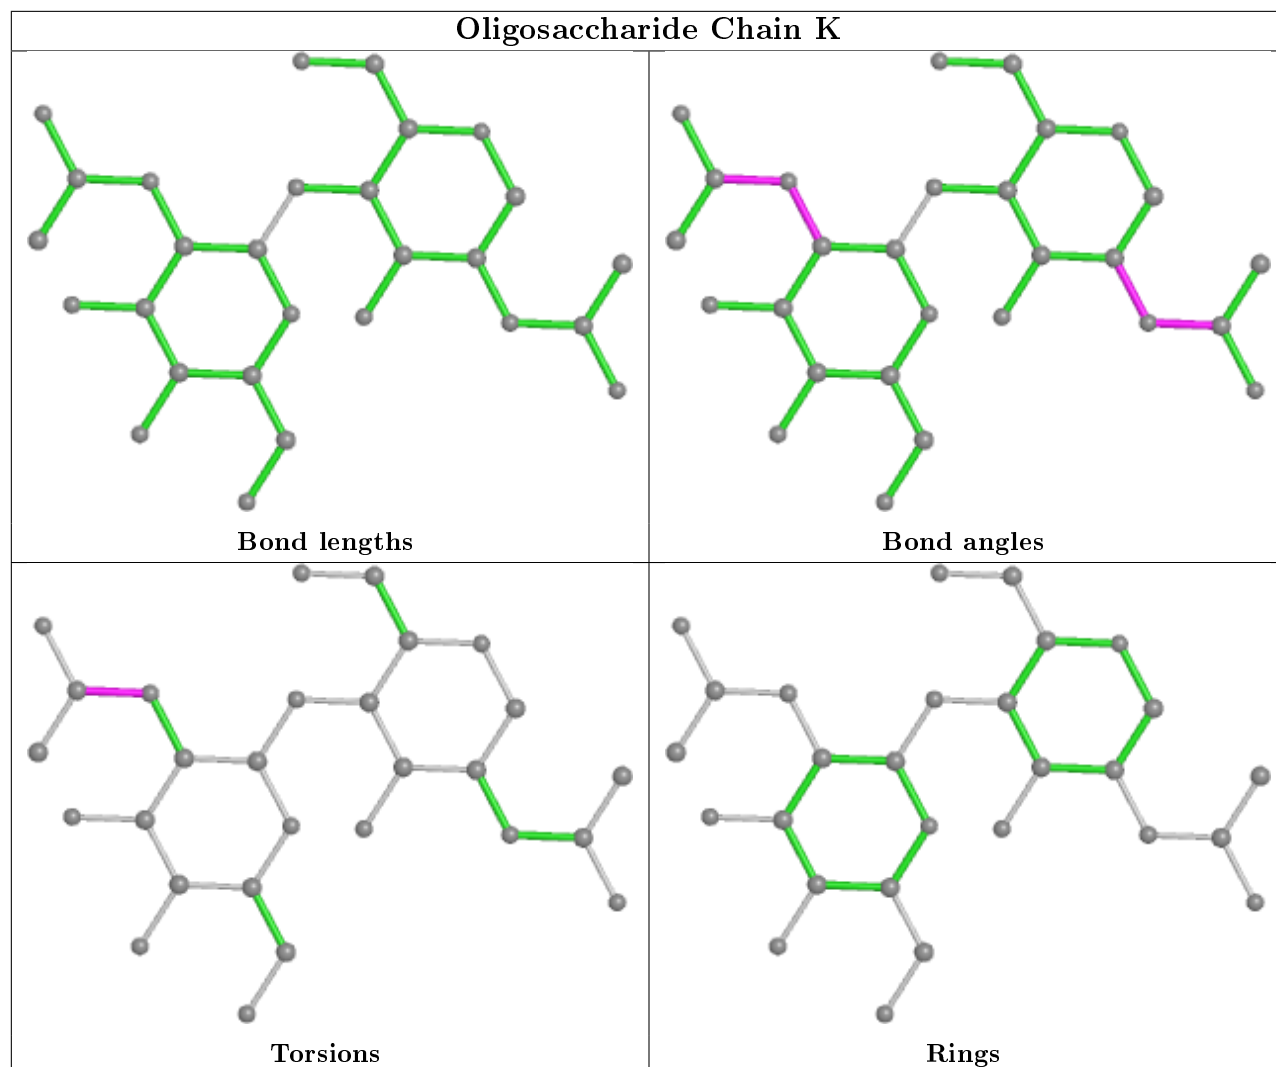 Oligosaccharide Chain K
Bond lengths
Bond angles
Torsions
Rings